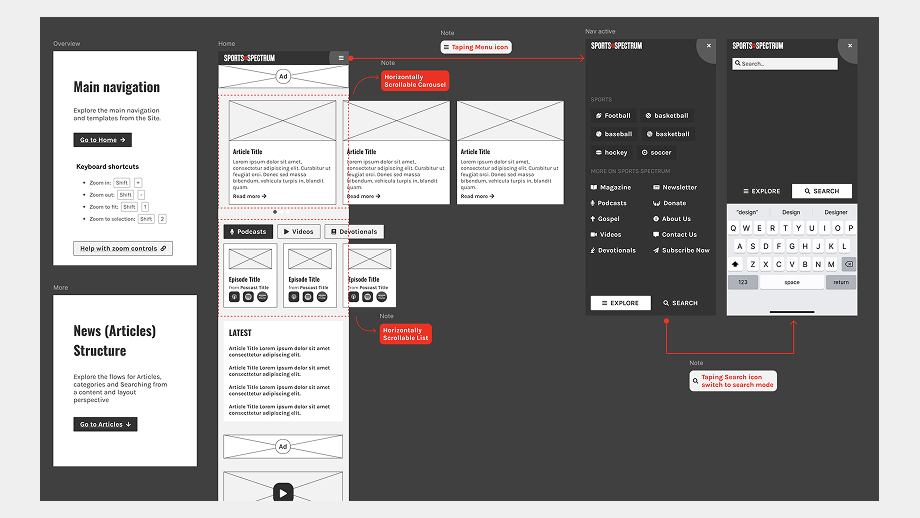 Overview
Main navigation
Explore the main navigation
and templates from the Site.
Go to Home →
Keyboard shortcuts
• Zoom in: Shift +
• Zoom out: Shift -
• Zoom to fit: Shift 1
• Zoom to selection: Shift 2
Help with zoom controls
More
News (Articles)
Structure
Explore the flows for Articles,
categories and Searching from
a content and layout
perspective
Go to Articles ↓
Home
SPORTS SPECTRUM
Ad
Article Title
Lorem ipsum dolor sit amet,
consectetur adipiscing elit. Curabitur ut
faucibus orci. Donec sed massa
bibendum, vehicula turpis in, blandit
quam.
Read more →
Article Title
Lorem ipsum dolor sit amet,
consectetur adipiscing elit. Curabitur ut
faucibus orci. Donec sed massa
bibendum, vehicula turpis in, blandit
quam.
Read more →
Article Title
Lorem ipsum dolor sit amet,
consectetur adipiscing elit. Curabitur ut
faucibus orci. Donec sed massa
bibendum, vehicula turpis in, blandit
quam.
Read more →
Podcasts
Videos
Devotionals
Episode Title
from Poscast Title
Episode Title
from Poscast Title
Episode Title
from Poscast Title
LATEST
Article Title Lorem ipsum dolor sit amet
consecttetur adipiscing elit.
Article Title Lorem ipsum dolor sit amet
consecttetur adipiscing elit.
Article Title Lorem ipsum dolor sit amet
consecttetur adipiscing elit.
Article Title Lorem ipsum dolor sit amet
consecttetur adipiscing elit.
Ad
Note
Taping Menu icon
Note
Horizontally
Scrollable Carousel
Note
Horizontally
Scrollable List
Nav active
SPORTS SPECTRUM
SPORTS
Football
basketball
baseball
basketball
hockey
soccer
MORE ON SPORTS SPECTRUM
Magazine
Newsletter
Podcasts
Donate
Gospel
About Us
Videos
Contact Us
Devotionals
Subscribe Now
EXPLORE
SEARCH
SPORTS SPECTRUM
Search...
EXPLORE
SEARCH
"design" Design Designer
Q W E R T Y U I O P
A S D F G H J K L
Z X C V B N M
123 space return
Note
Taping Search icon
switch to search mode